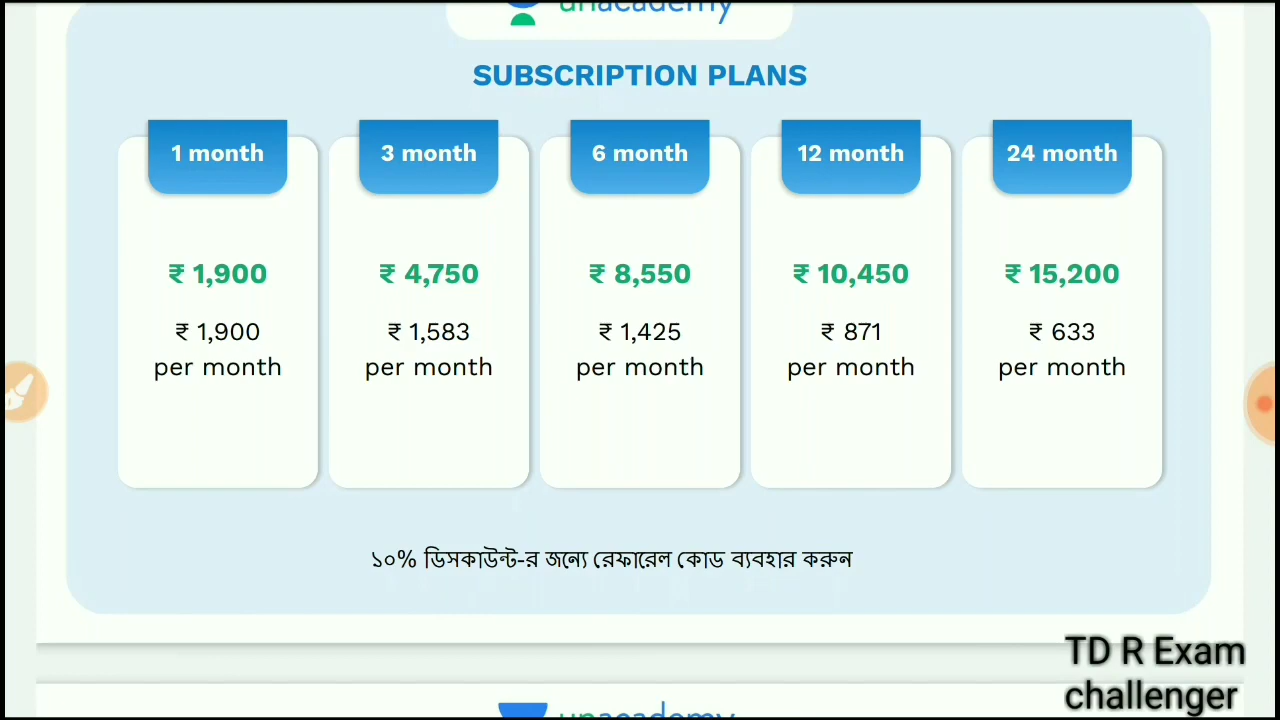 unacademy
SUBSCRIPTION PLANS
1 month
₹ 1,900
₹ 1,900
per month
3 month
₹ 4,750
₹ 1,583
per month
6 month
₹ 8,550
₹ 1,425
per month
12 month
₹ 10,450
₹ 871
per month
24 month
₹ 15,200
₹ 633
per month
১০% ডিসকাউন্ট-র জন্যে রেফারেল কোড ব্যবহার করুন
TD R Exam
challenger
unacademy